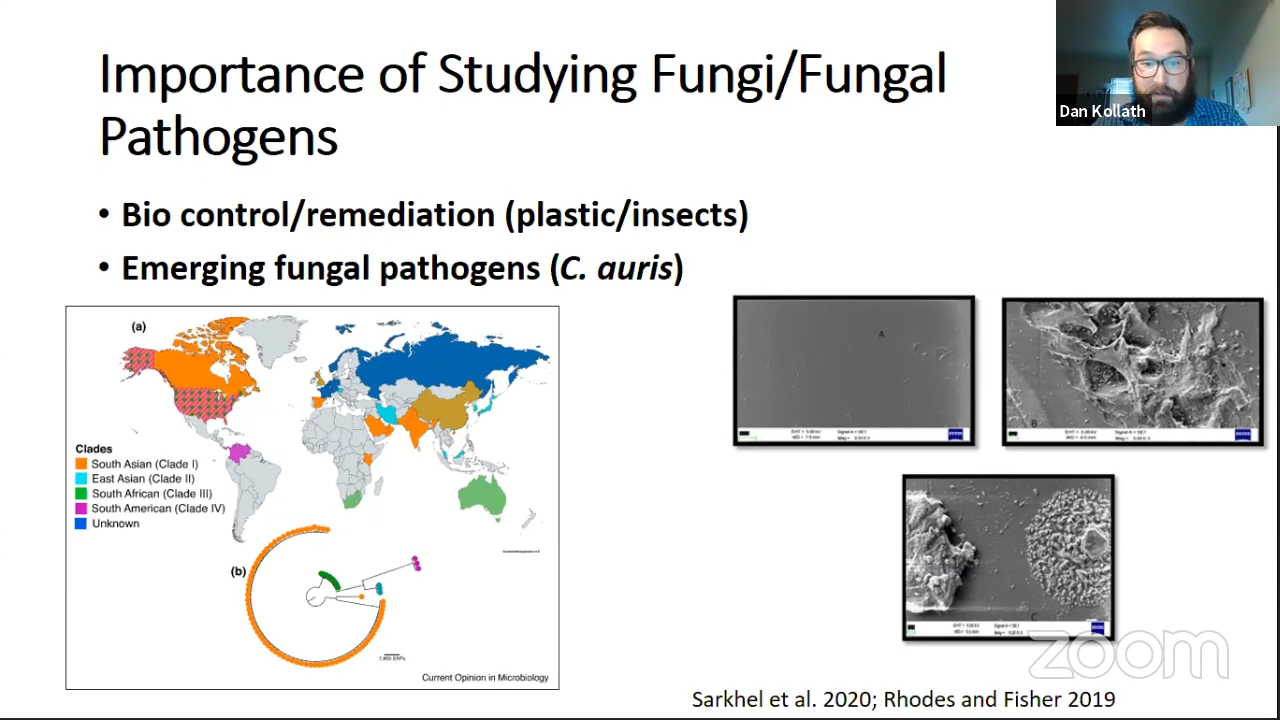 Importance of Studying Fungi/Fungal
Pathogens
Dan Kollath
• Bio control/remediation (plastic/insects)
• Emerging fungal pathogens (C. auris)
(a)
Clades
South Asian (Clade I)
East Asian (Clade II)
South African (Clade III)
South American (Clade IV)
Unknown
(b)
Current Opinion in Microbiology
A
B
C
zoom
Sarkhel et al. 2020; Rhodes and Fisher 2019